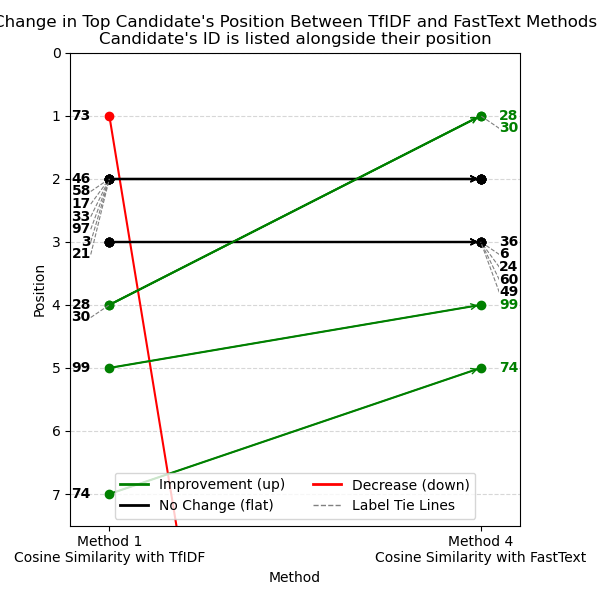 Change in Top Candidate's Position Between TfIDF and FastText Methods
Candidate's ID is listed alongside their position
0
1
2
3
4
5
6
7
Position
73
46
58
17
33
97
3
21
28
30
99
74
28
30
36
6
24
60
49
99
74
Improvement (up)
No Change (flat)
Decrease (down)
Label Tie Lines
Method 1
Cosine Similarity with TfIDF
Method 4
Cosine Similarity with FastText
Method